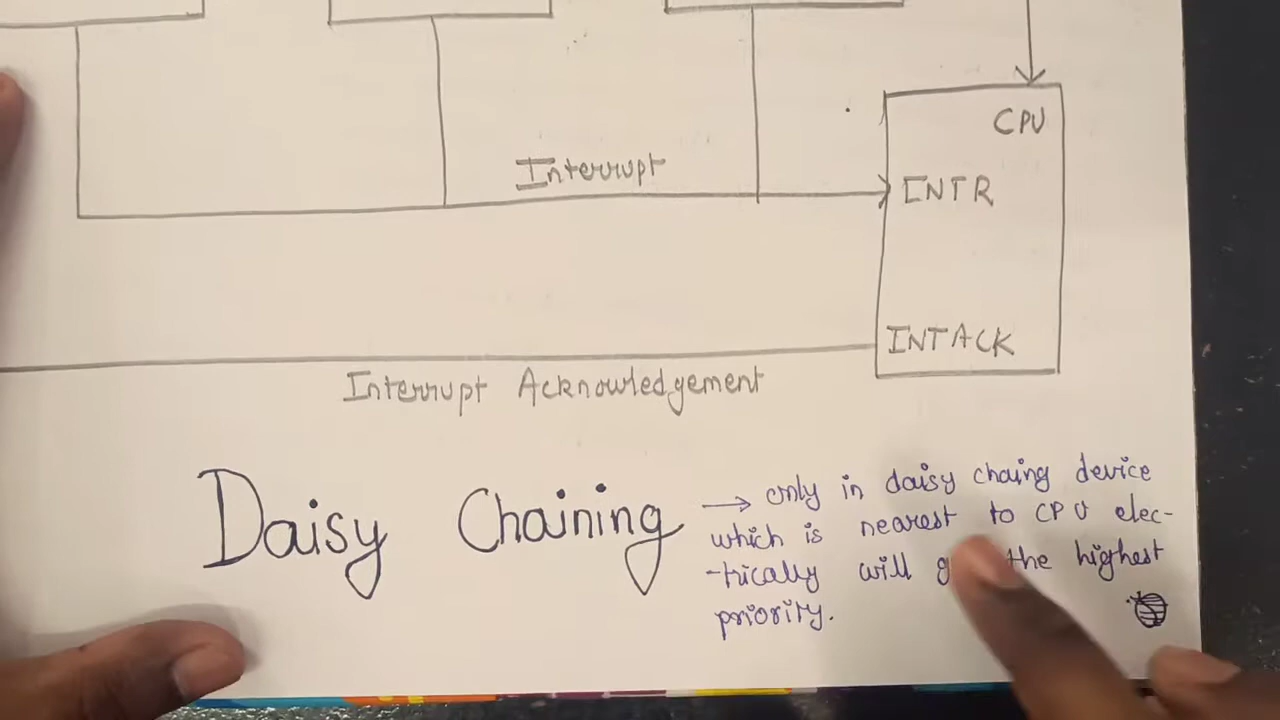 CPU
Interrupt
INTR
INTACK
Interrupt Acknowledgement
Daisy Chaining
→ only in daisy chaing device
which is nearest to CPU elec-
-trically will the highest
priority.